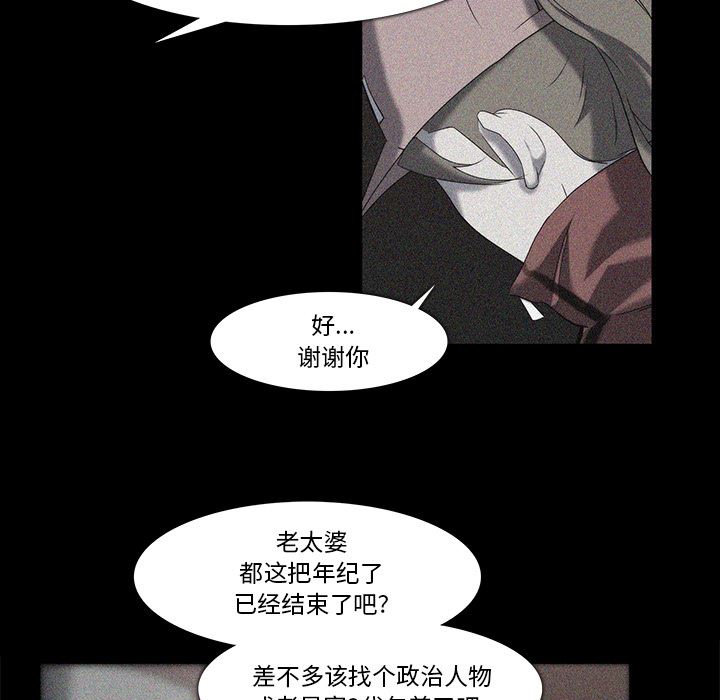 好...
谢谢你
老太婆
都这把年纪了
已经结束了吧?
差不多该找个政治人物